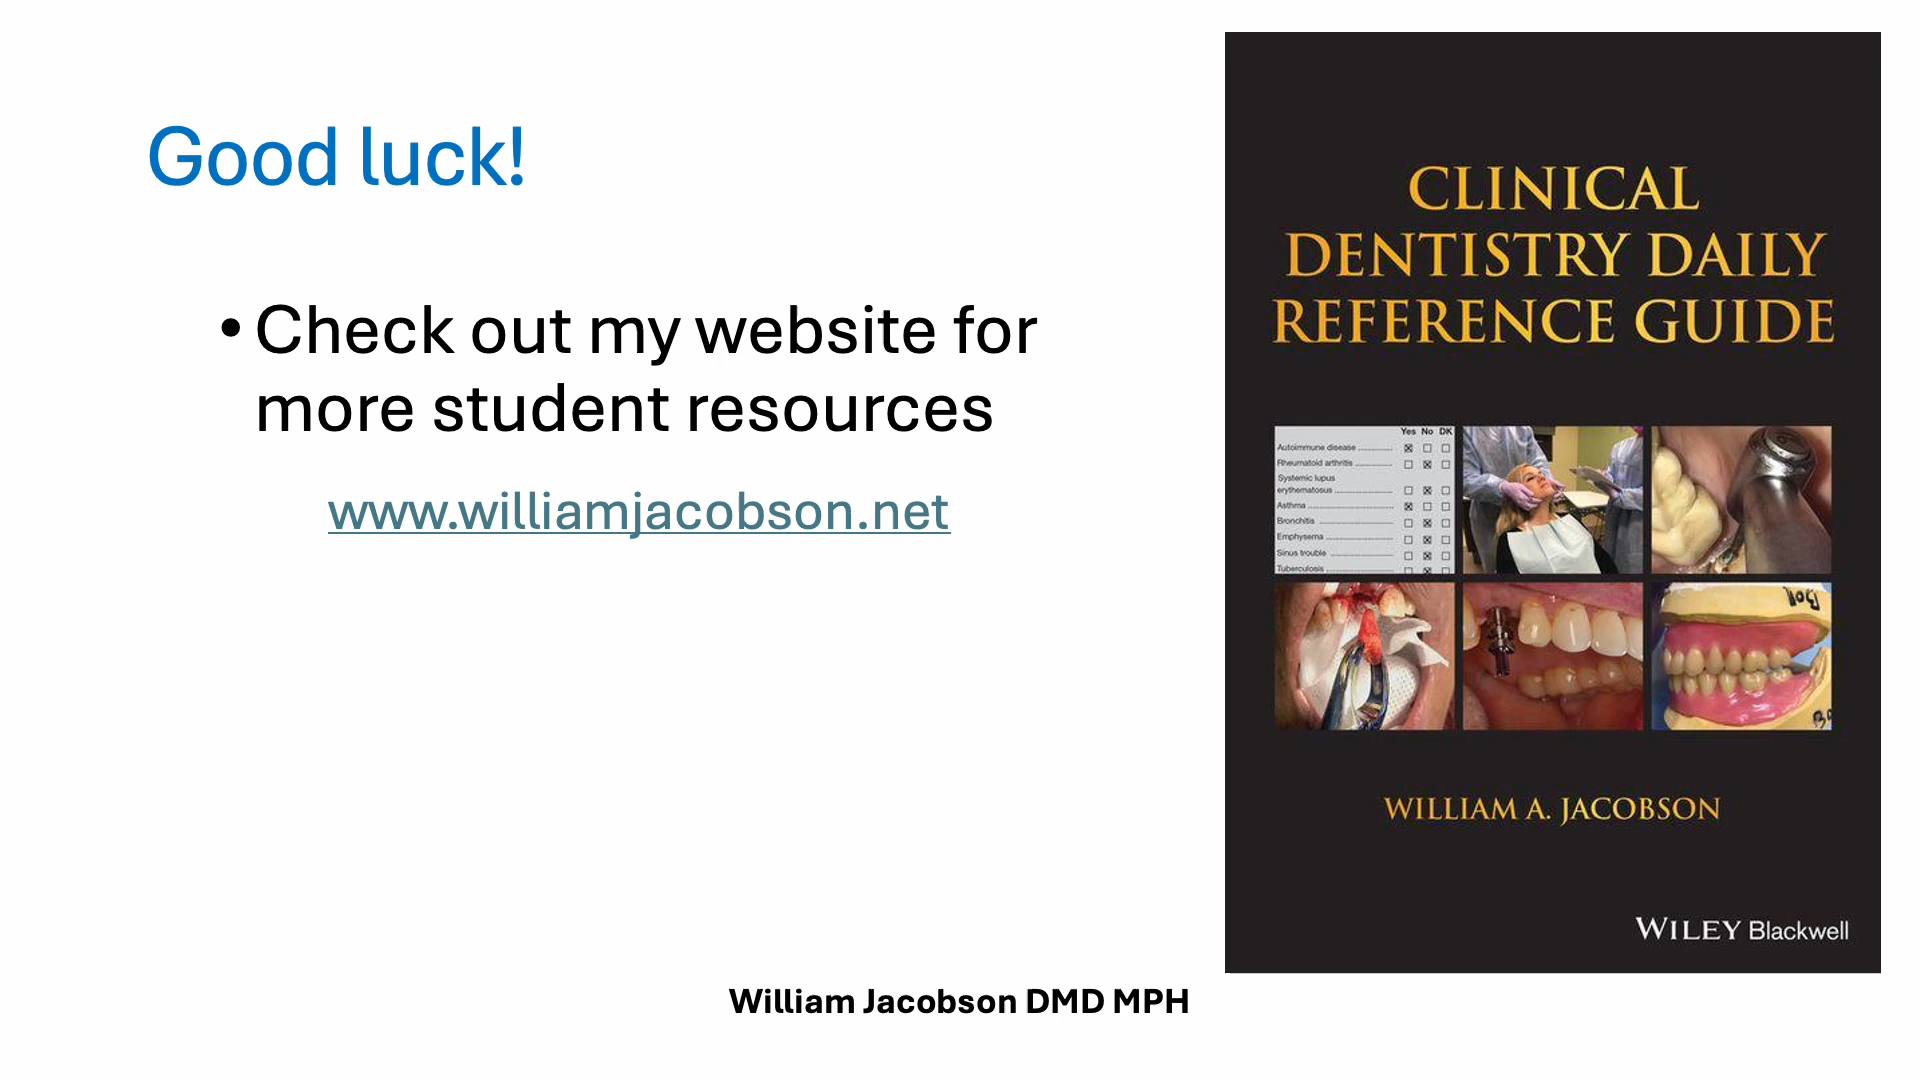 Good luck!
• Check out my website for
more student resources
www.williamjacobson.net
CLINICAL
DENTISTRY DAILY
REFERENCE GUIDE
Yes No DK
Autoimmune disease
Rheumatoid arthritis
Systemic lupus
erythematosus
Asthma
Bronchitis
Emphysema
Sinus trouble
Tuberculosis
WILLIAM A. JACOBSON
WILEY Blackwell
William Jacobson DMD MPH